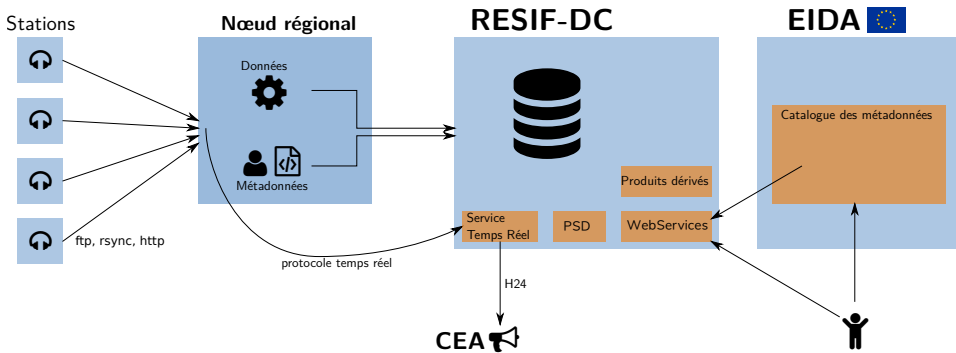 Stations
Nœud régional
RESIF-DC
EIDA
Données
Métadonnées
ftp, rsync, http
protocole temps réel
Produits dérivés
Service
Temps Réel
PSD
WebServices
Catalogue des métadonnées
H24
CEA